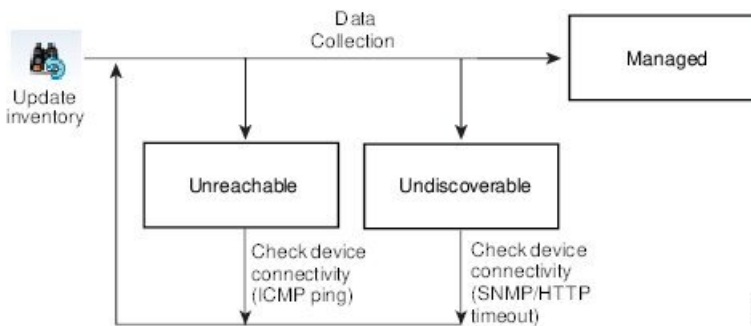 Data
Collection
Managed
Update
inventory
Unreachable
Undiscoverable
Check device
connectivity
(ICMP ping)
Check device
connectivity
(SNMP/HTTP
timeout)